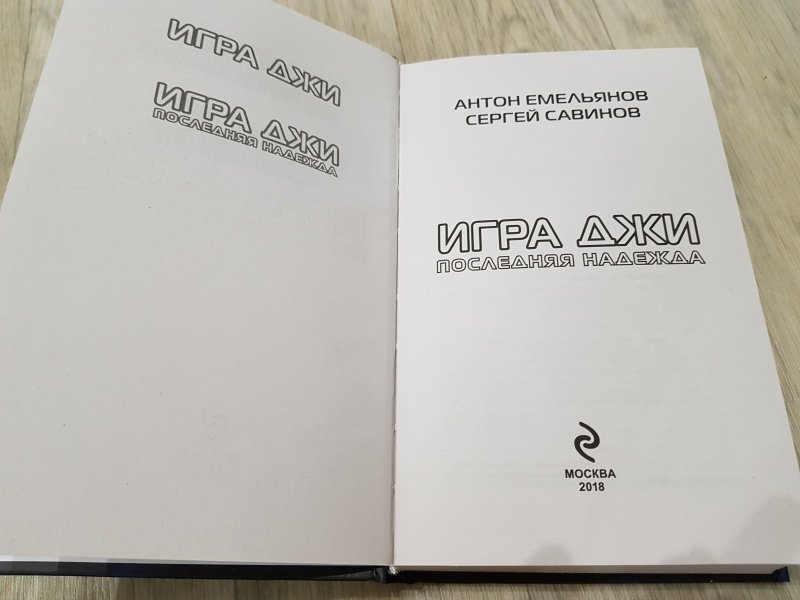 ИГРА ДЖИ
ИГРА ДЖИ
ПОСЛЕДНЯЯ НАДЕЖДА
АНТОН ЕМЕЛЬЯНОВ
СЕРГЕЙ САВИНОВ
ИГРА ДЖИ
ПОСЛЕДНЯЯ НАДЕЖДА
МОСКВА
2018